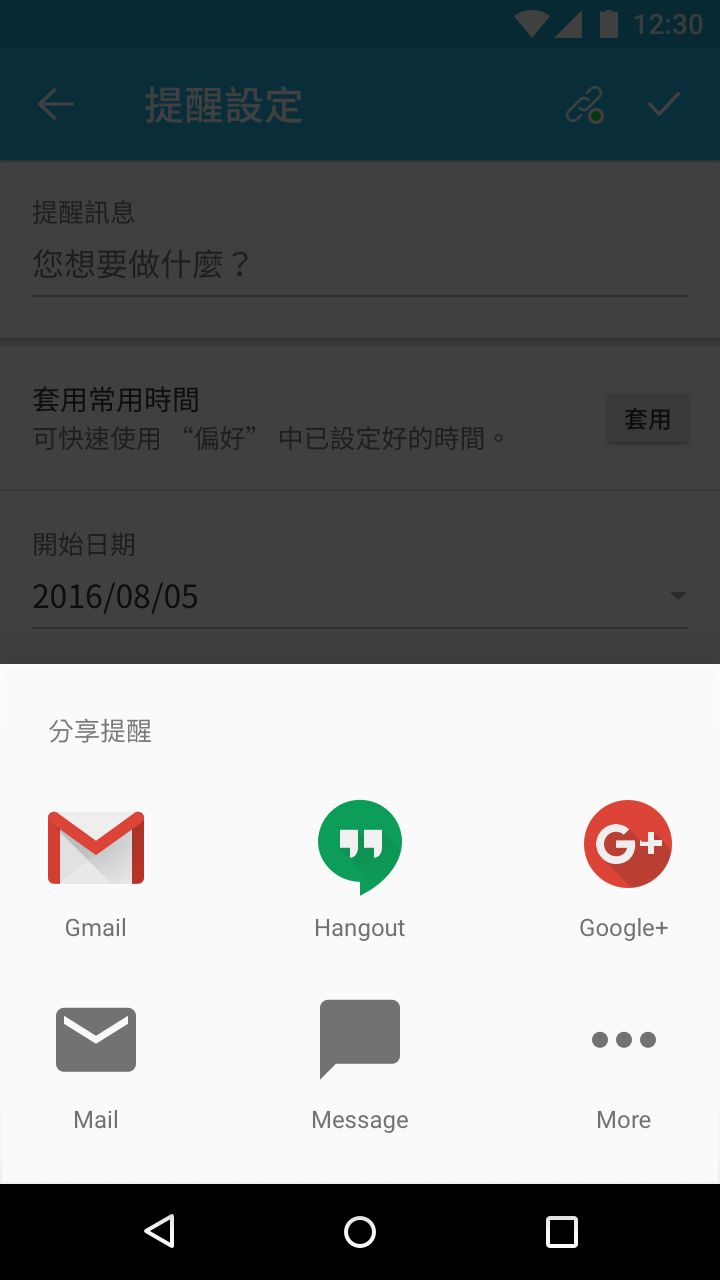 12:30
提醒設定
提醒訊息
您想要做什麼？
套用常用時間
可快速使用 “偏好” 中已設定好的時間。
套用
開始日期
2016/08/05
分享提醒
G+
Gmail
Hangout
Google+
Mail
Message
More